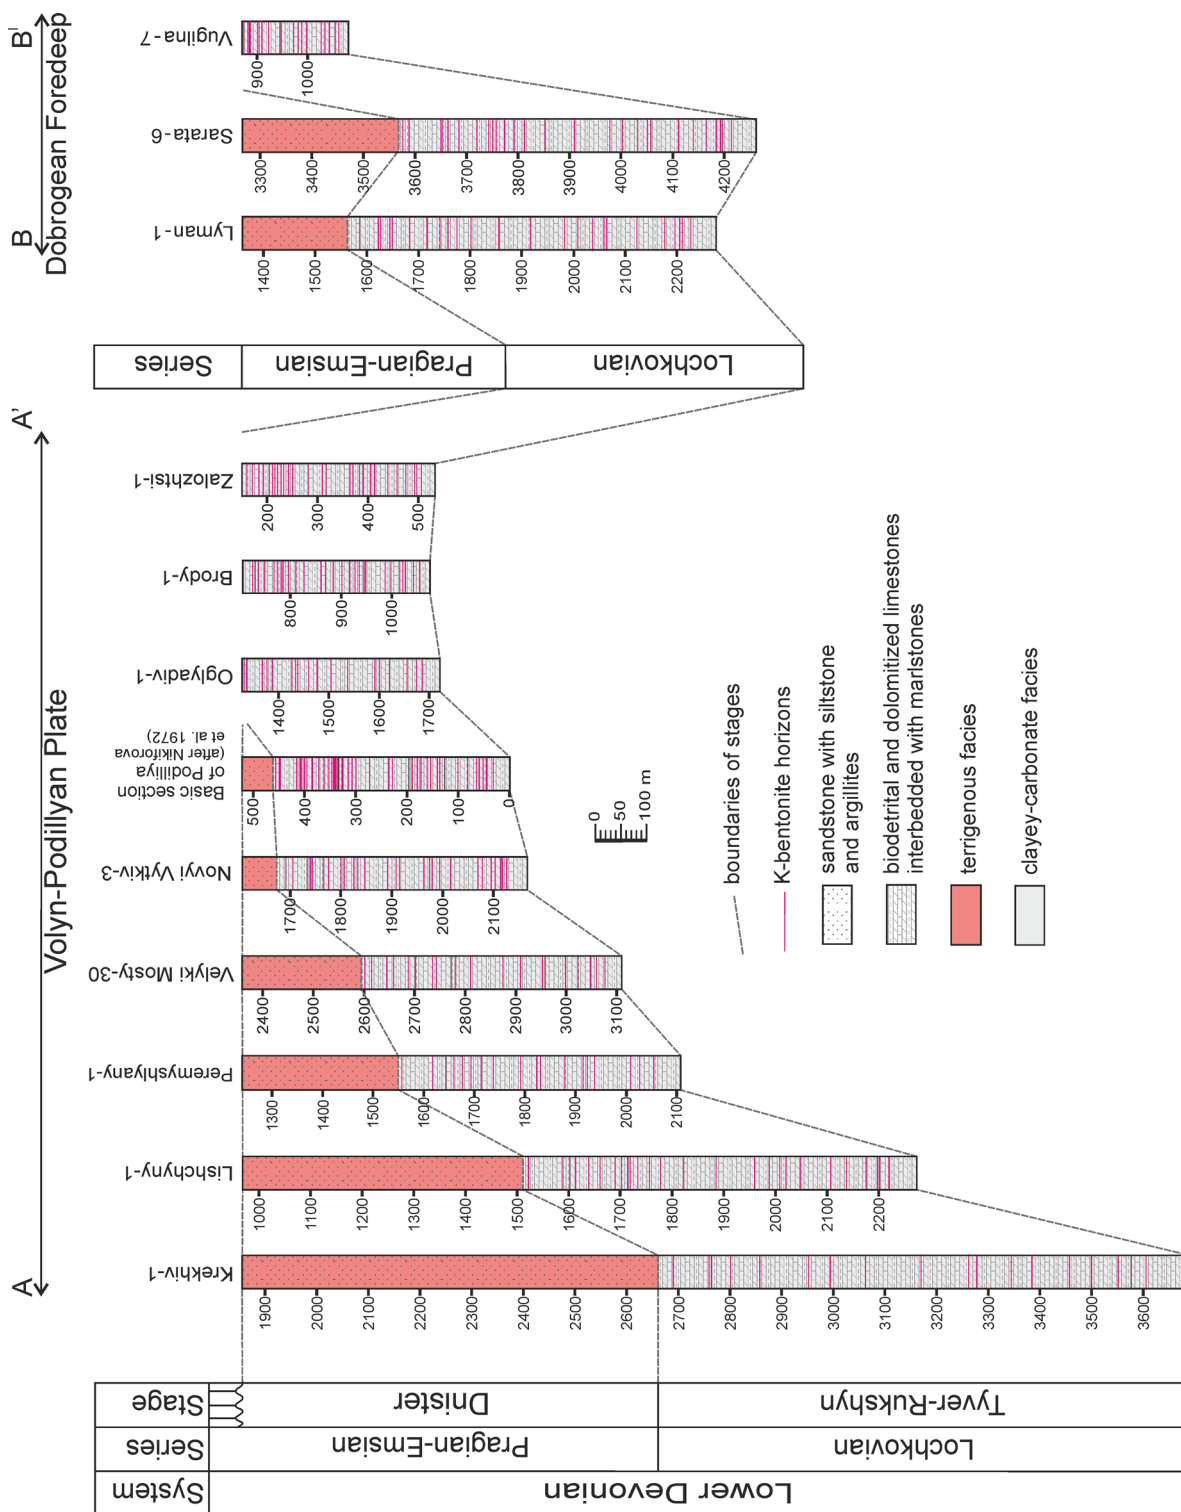 A
A'
Volyn-Podillyan Plate
B
B'
Dobrogean Foredeep
System
Series
Stage
Lower Devonian
Pragian-Emsian
Lochkovian
Dnister
Tyver-Rukshyn
Krekhiv-1
1900
2000
2100
2200
2300
2400
2500
2600
2700
2800
2900
3000
3100
3200
3300
3400
3500
3600
Lishchyny-1
1000
1100
1200
1300
1400
1500
1600
1700
1800
1900
2000
2100
2200
Peremyshlyany-1
1300
1400
1500
1600
1700
1800
1900
2000
2100
Velyki Mosty-30
2400
2500
2600
2700
2800
2900
3000
3100
Novyi Vytkiv-3
1700
1800
1900
2000
2100
Basic section
of Podilliya
(after Nikiforova
et al. 1972)
500
400
300
200
100
0
Oglyadiv-1
1400
1500
1600
1700
Brody-1
800
900
1000
Zalozhtsi-1
200
300
400
500
Series
Pragian-Emsian
Lochkovian
Lyman-1
1400
1500
1600
1700
1800
1900
2000
2100
2200
Sarata-6
3300
3400
3500
3600
3700
3800
3900
4000
4100
4200
Vugilna-7
900
1000
0
50
100 m
boundaries of stages
K-bentonite horizons
sandstone with siltstone
and argillites
biodetrital and dolomitized limestones
interbedded with marlstones
terrigenous facies
clayey-carbonate facies